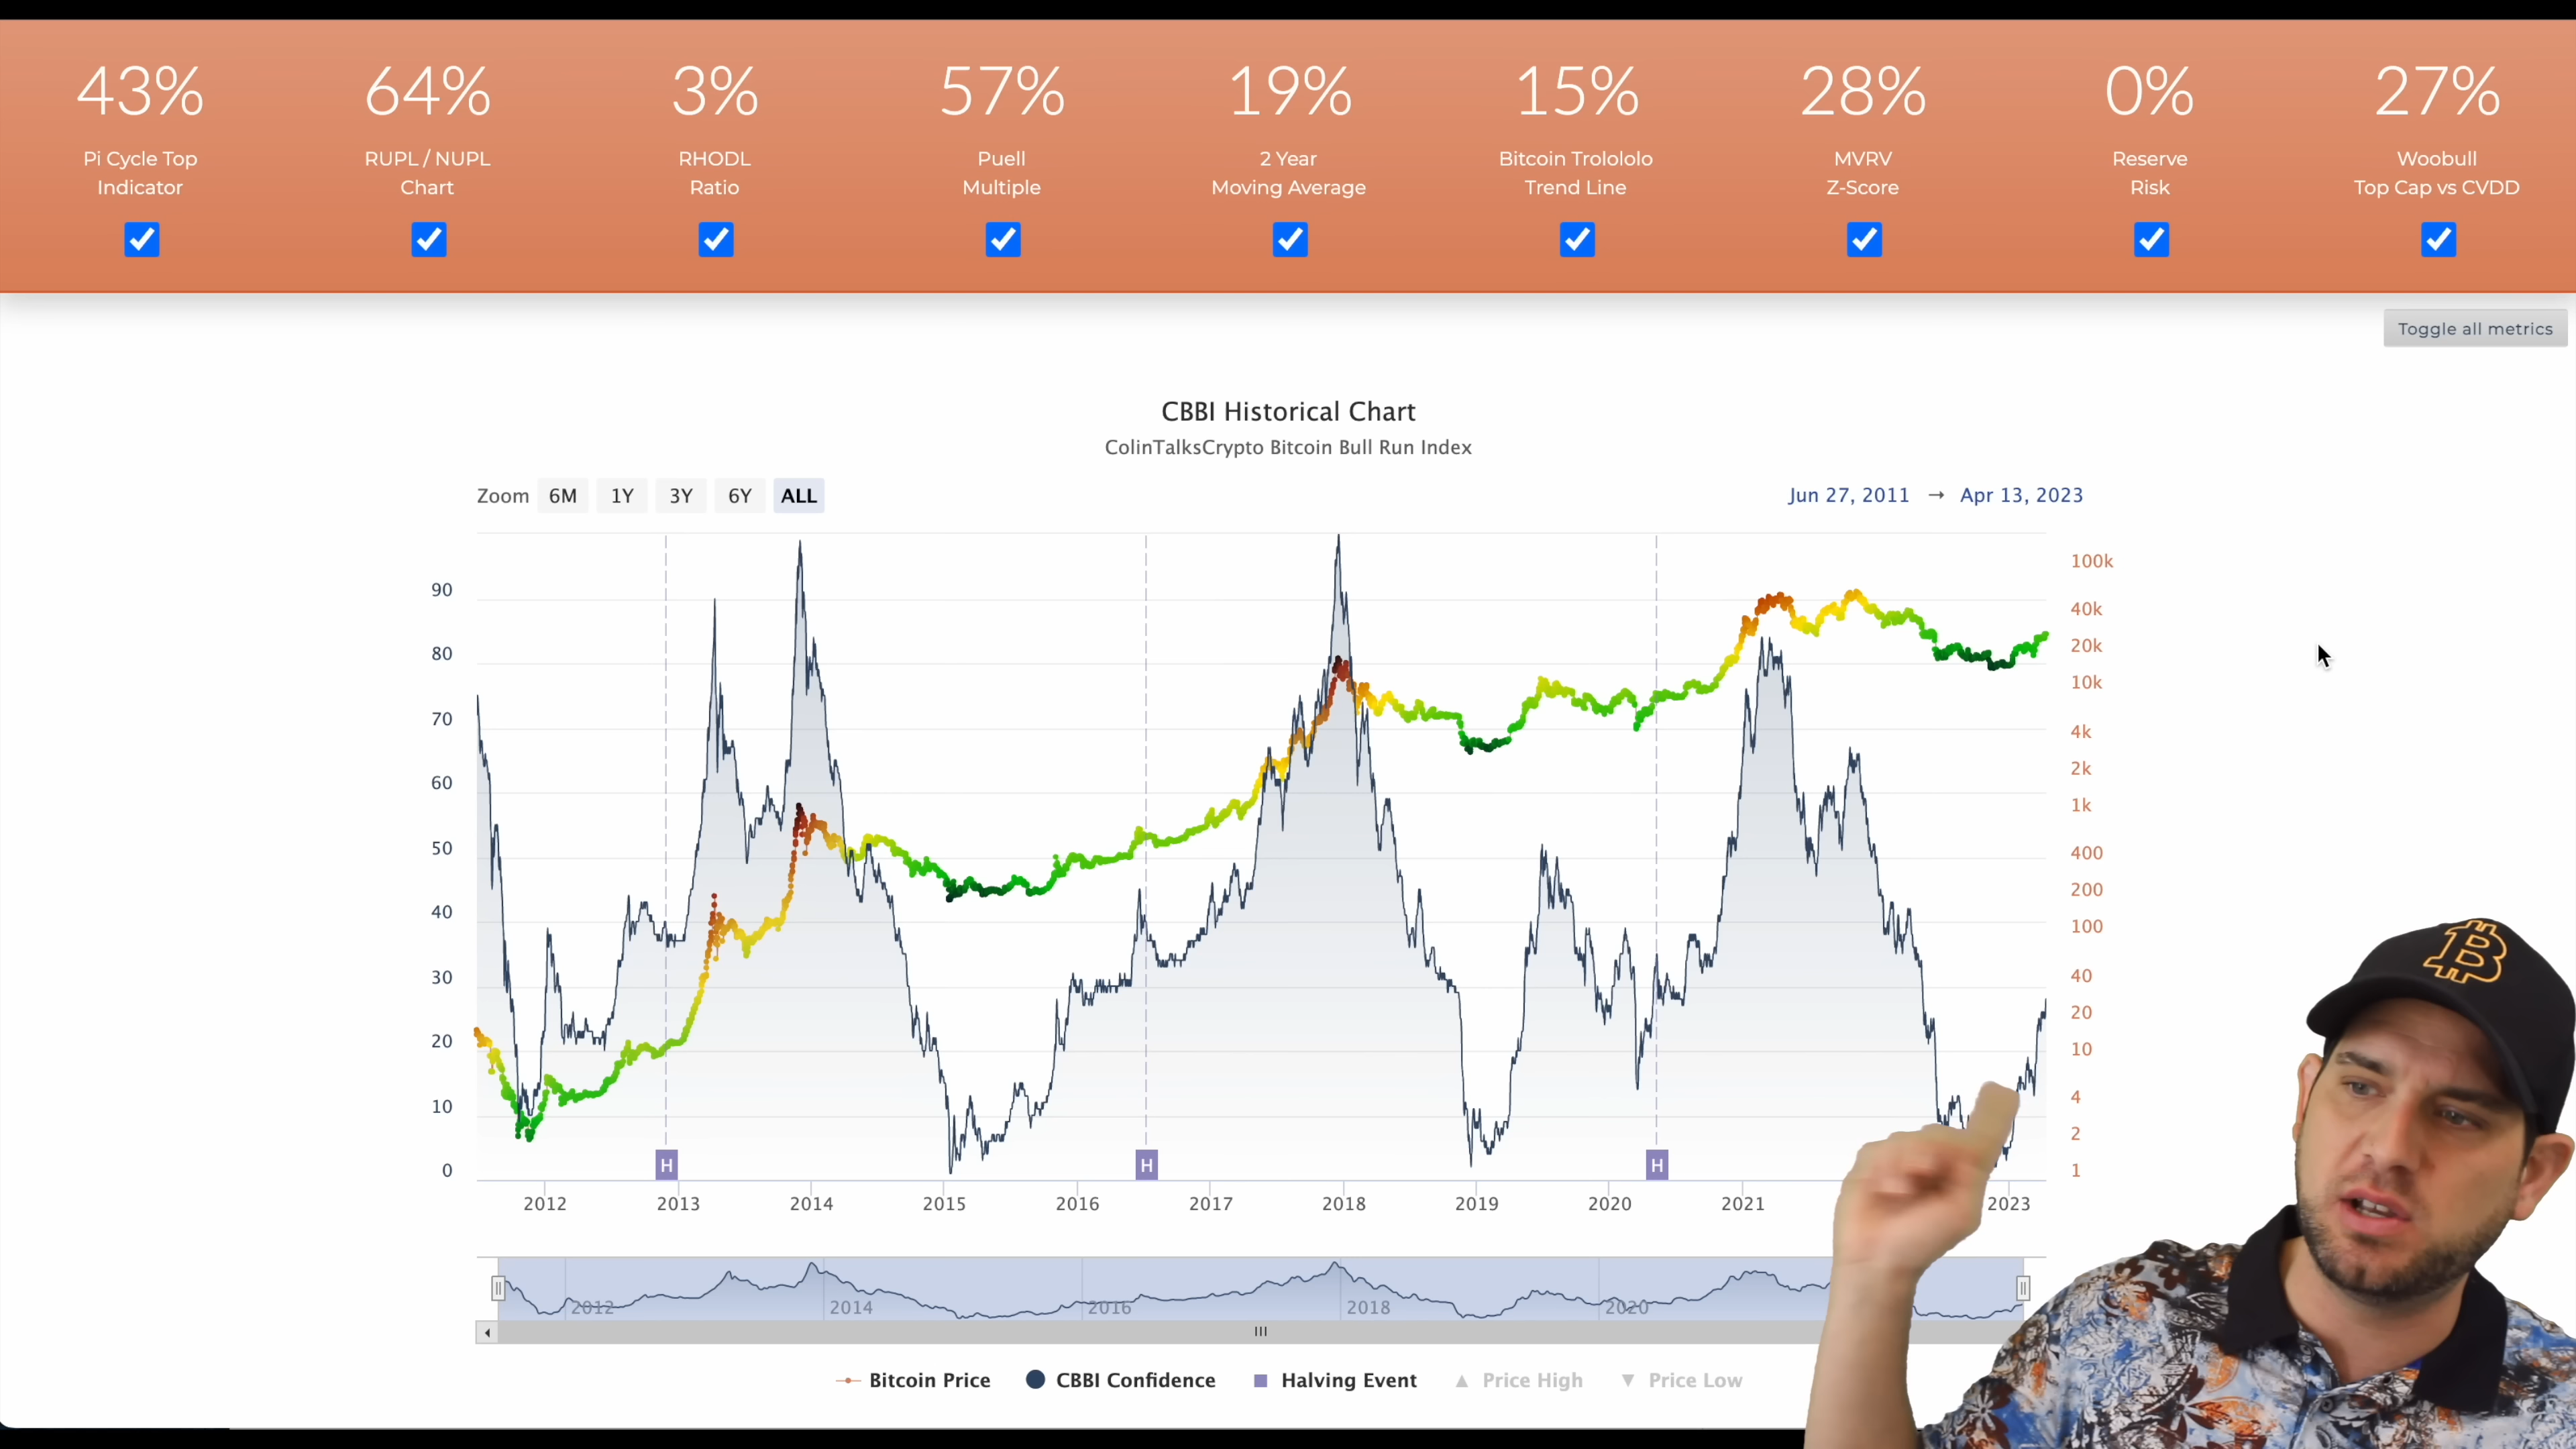 43% 64% 3% 57% 19% 15% 28% 0% 27%
Pi Cycle Top RUPL / NUPL RHODL Puell 2 Year Bitcoin Trolololo MVRV Reserve Woobull
Indicator Chart Ratio Multiple Moving Average Trend Line Z-Score Risk Top Cap vs CVDD
Toggle all metrics
CBBI Historical Chart
ColinTalksCrypto Bitcoin Bull Run Index
Zoom 6M 1Y 3Y 6Y ALL Jun 27, 2011 → Apr 13, 2023
100k
90
40k
80 20k
70 10k
4k
60 2k
1k
50 400
200
40 100
30 40
20 20
10
10 4
2
0 H H H 1
2012 2013 2014 2015 2016 2017 2018 2019 2020 2021 2023
2012 2014 2016 2018 2020
Bitcoin Price CBBI Confidence Halving Event Price High Price Low
B